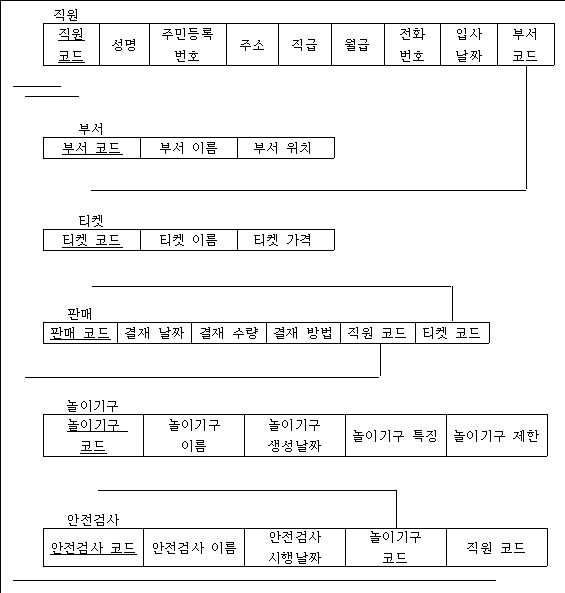 직원
직원 코드 성명 주민등록 번호 주소 직급 월급 전화 번호 입사 날짜 부서 코드
부서
부서 코드 부서 이름 부서 위치
티켓
티켓 코드 티켓 이름 티켓 가격
판매
판매 코드 결재 날짜 결재 수량 결재 방법 직원 코드 티켓 코드
놀이기구
놀이기구 코드 놀이기구 이름 놀이기구 생성날짜 놀이기구 특징 놀이기구 제한
안전검사
안전검사 코드 안전검사 이름 안전검사 시행날짜 놀이기구 코드 직원 코드